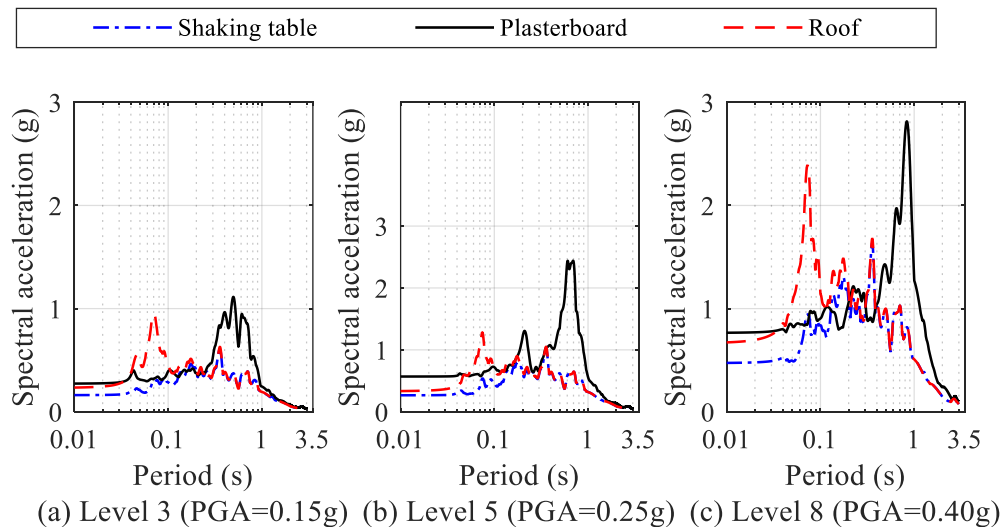 Shaking table Plasterboard Roof
Spectral acceleration (g)
3
2
1
0
0.01 0.1 1 3.5
Period (s)
(a) Level 3 (PGA=0.15g)
Spectral acceleration (g)
3
2
1
0
0.01 0.1 1 3.5
Period (s)
(b) Level 5 (PGA=0.25g)
Spectral acceleration (g)
3
2
1
0
0.01 0.1 1 3.5
Period (s)
(c) Level 8 (PGA=0.40g)